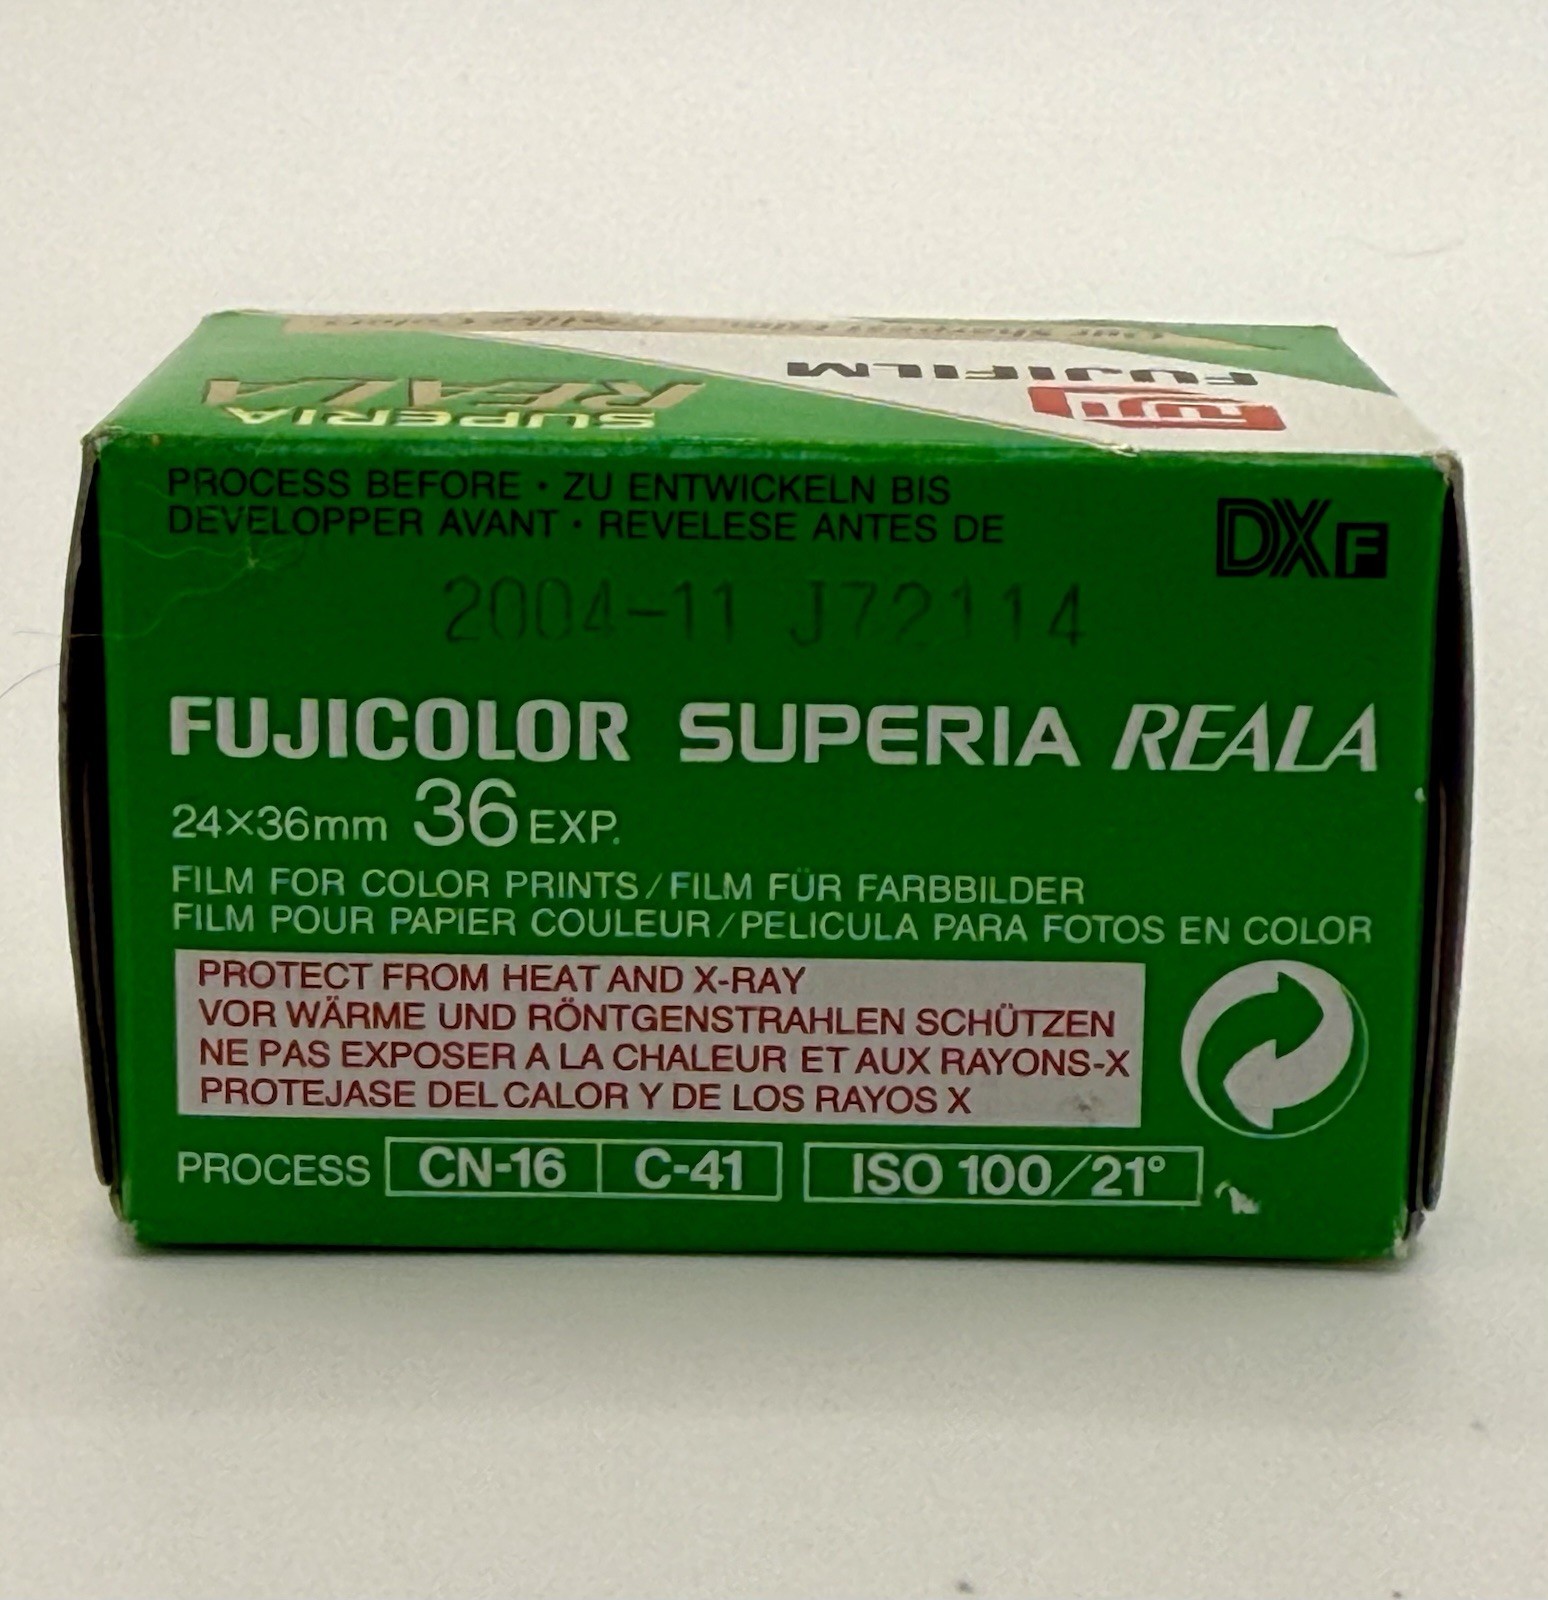 FUJI
FUJIFILM
SUPERIA
REALA
PROCESS BEFORE • ZU ENTWICKELN BIS
DEVELOPPER AVANT • REVELESE ANTES DE
DX F
2004-11 J72114
FUJICOLOR SUPERIA REALA
24×36mm 36 EXP.
FILM FOR COLOR PRINTS/FILM FÜR FARBBILDER
FILM POUR PAPIER COULEUR/PELICULA PARA FOTOS EN COLOR
PROTECT FROM HEAT AND X-RAY
VOR WÄRME UND RÖNTGENSTRAHLEN SCHÜTZEN
NE PAS EXPOSER A LA CHALEUR ET AUX RAYONS-X
PROTEJASE DEL CALOR Y DE LOS RAYOS X
PROCESS CN-16 C-41 ISO 100/21°